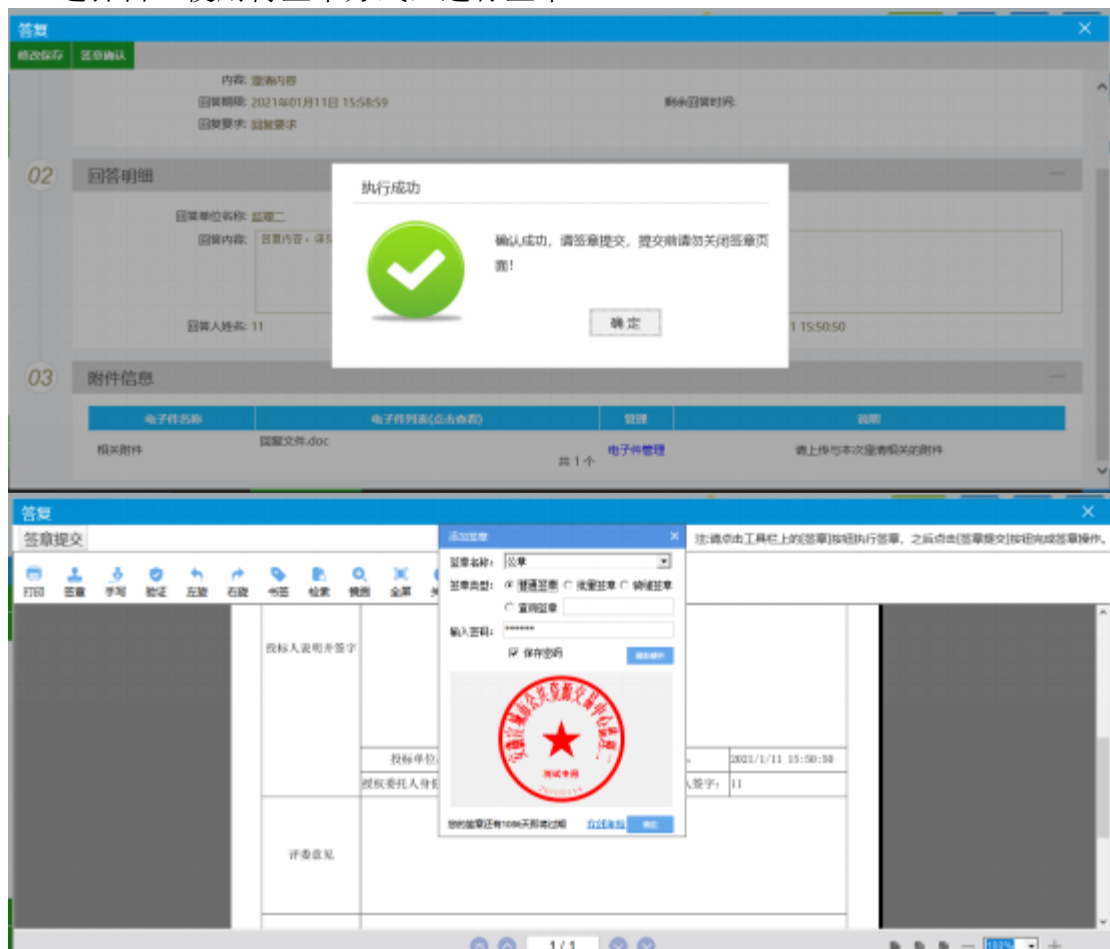 答复
修改保存 签章确认
内容: 澄清内容
回答期限: 2021年01月11日 15:58:59 剩余回答时间:
回复要求: 回复要求
02 回答明细
执行成功
确认成功，请签章提交，提交前请勿关闭签章页
面！
确 定
回答单位名称:
回答内容:
回答人姓名: 11
1 15:50:50
03 附件信息
电子件名称 电子件列表(点击查看) 管理 说明
相关附件 回复文件.doc 电子件管理 请上传与本次澄清相关的附件
共 1 个
答复
签章提交
注:请点击工具栏上的[签章]按钮执行签章，之后点击[签章提交]按钮完成签章操作。
打印 签章 手写 验证 左旋 右旋 书签 检索 全屏
添加签章
签章名称: 公章
签章类型: 普通签章 批量签章 骑缝签章
查询签章
输入密码: ******
保存密码
测试专用
确定
投标人说明并签字
投标单位
2021/1/11 15:50:50
授权委托人身份
人签字: 11
评委意见
1/1
100%